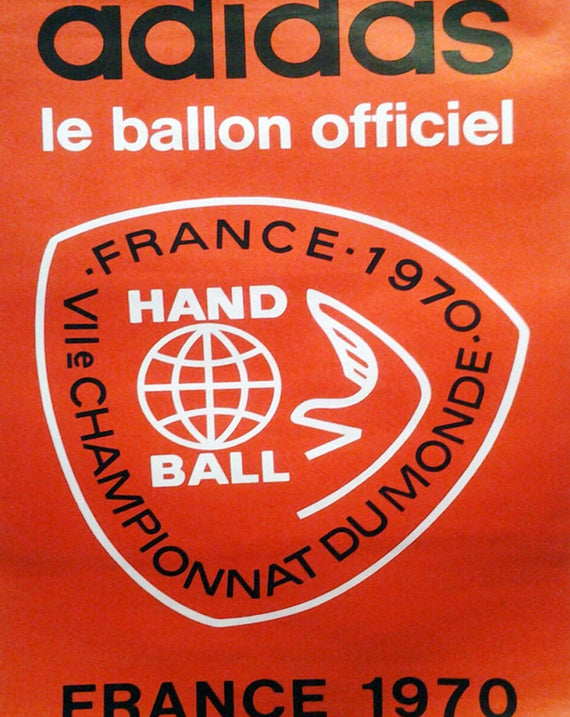 adidas
le ballon officiel
·FRANCE·1970·
VIIe CHAMPIONNAT DU MONDE·
HAND
BALL
FRANCE 1970